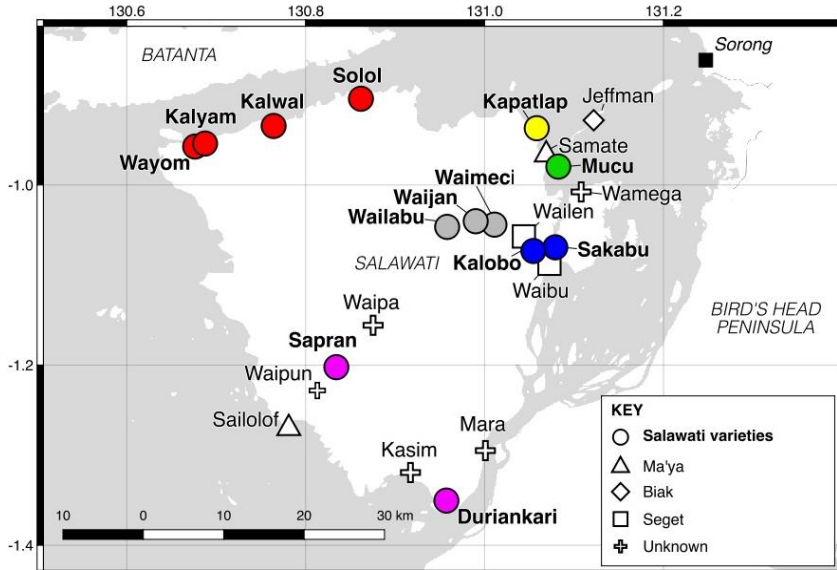 130.6 130.8 131.0 131.2
BATANTA
Sorong
Solol
Jeffman
Kalwal
Kapatlap
Kalyam
Samate
Wayom
Mucu
-1.0
Waimeci
Wamega
Waijan
Wailen
Wailabu
SALAWATI
Kalobo
Sakabu
Waibu
Waipa
BIRD'S HEAD
PENINSULA
Sapran
-1.2
Waipun
Sailolof
Mara
Kasim
Duriankari
KEY
Salawati varieties
Ma'ya
Biak
Seget
Unknown
10 0 10 20 30 km
-1.4